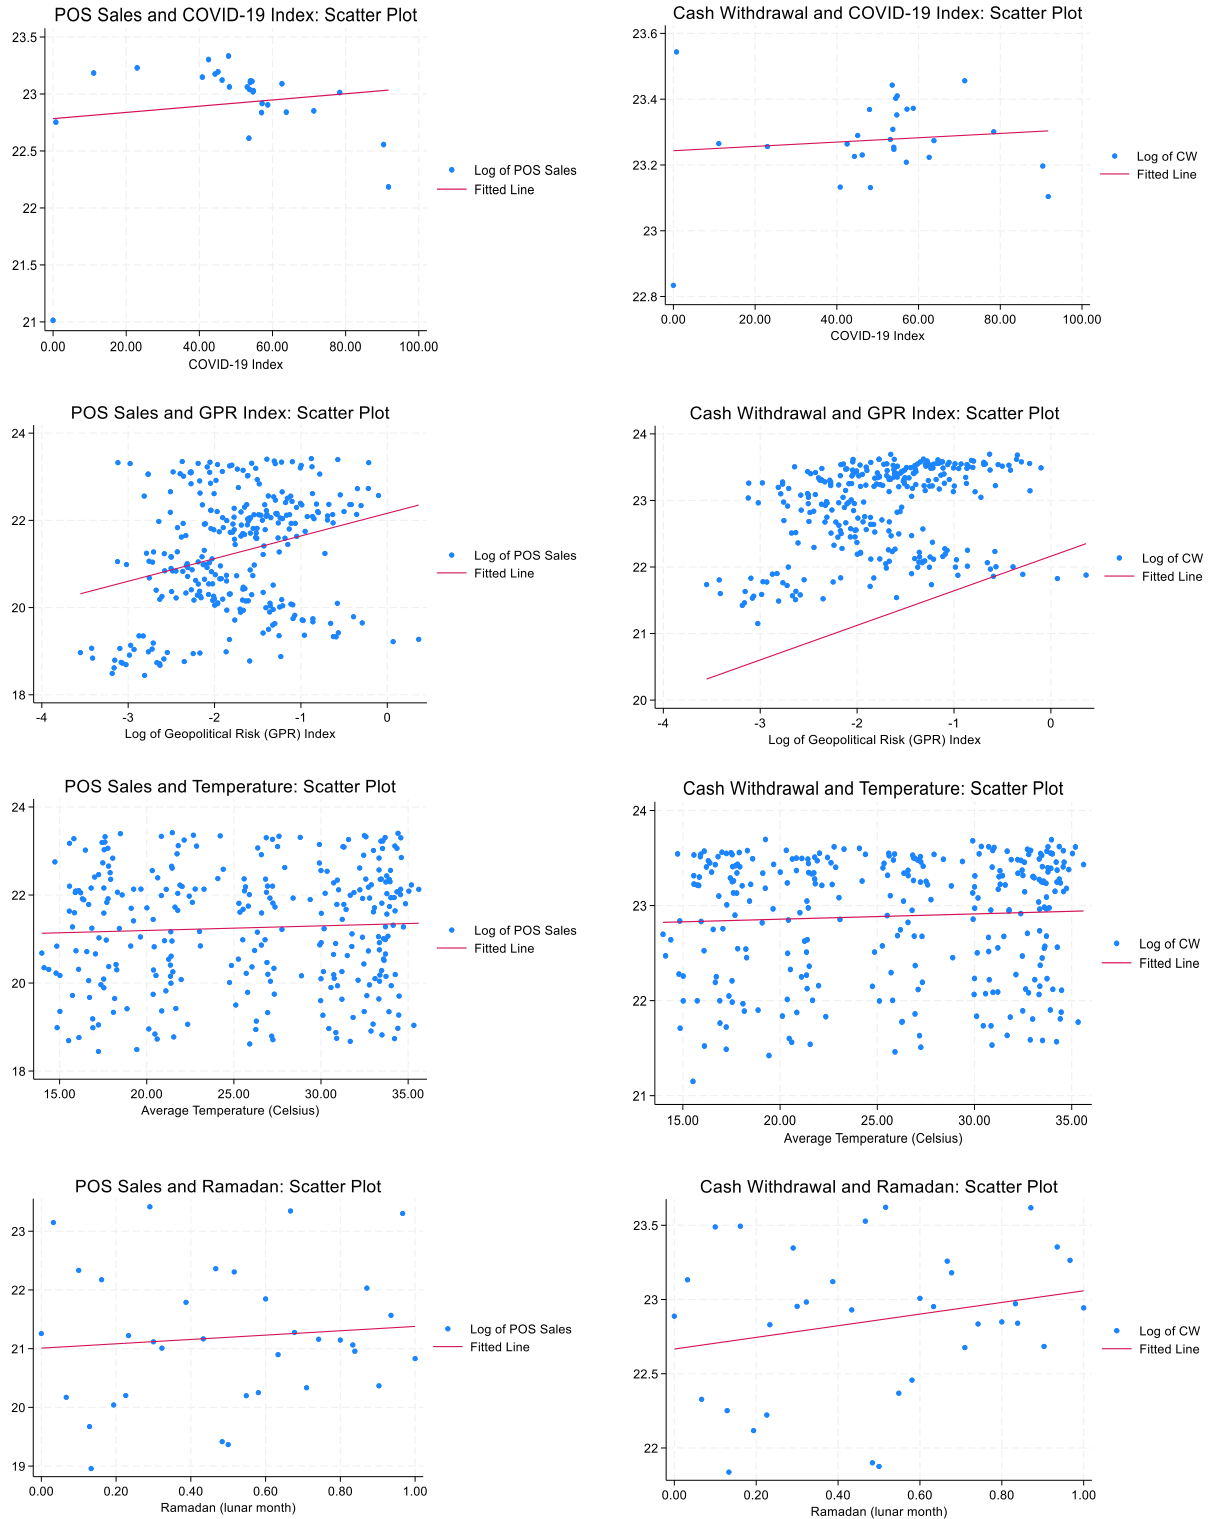 POS Sales and COVID-19 Index: Scatter Plot
23.5
23
22.5
22
21.5
21
0.00 20.00 40.00 60.00 80.00 100.00
COVID-19 Index
Log of POS Sales
Fitted Line
Cash Withdrawal and COVID-19 Index: Scatter Plot
23.6
23.4
23.2
23
22.8
0.00 20.00 40.00 60.00 80.00 100.00
COVID-19 Index
Log of CW
Fitted Line
POS Sales and GPR Index: Scatter Plot
24
22
20
18
-4 -3 -2 -1 0
Log of Geopolitical Risk (GPR) Index
Log of POS Sales
Fitted Line
Cash Withdrawal and GPR Index: Scatter Plot
24
23
22
21
20
-4 -3 -2 -1 0
Log of Geopolitical Risk (GPR) Index
Log of CW
Fitted Line
POS Sales and Temperature: Scatter Plot
24
22
20
18
15.00 20.00 25.00 30.00 35.00
Average Temperature (Celsius)
Log of POS Sales
Fitted Line
Cash Withdrawal and Temperature: Scatter Plot
24
23
22
21
15.00 20.00 25.00 30.00 35.00
Average Temperature (Celsius)
Log of CW
Fitted Line
POS Sales and Ramadan: Scatter Plot
23
22
21
20
19
0.00 0.20 0.40 0.60 0.80 1.00
Ramadan (lunar month)
Log of POS Sales
Fitted Line
Cash Withdrawal and Ramadan: Scatter Plot
23.5
23
22.5
22
0.00 0.20 0.40 0.60 0.80 1.00
Ramadan (lunar month)
Log of CW
Fitted Line